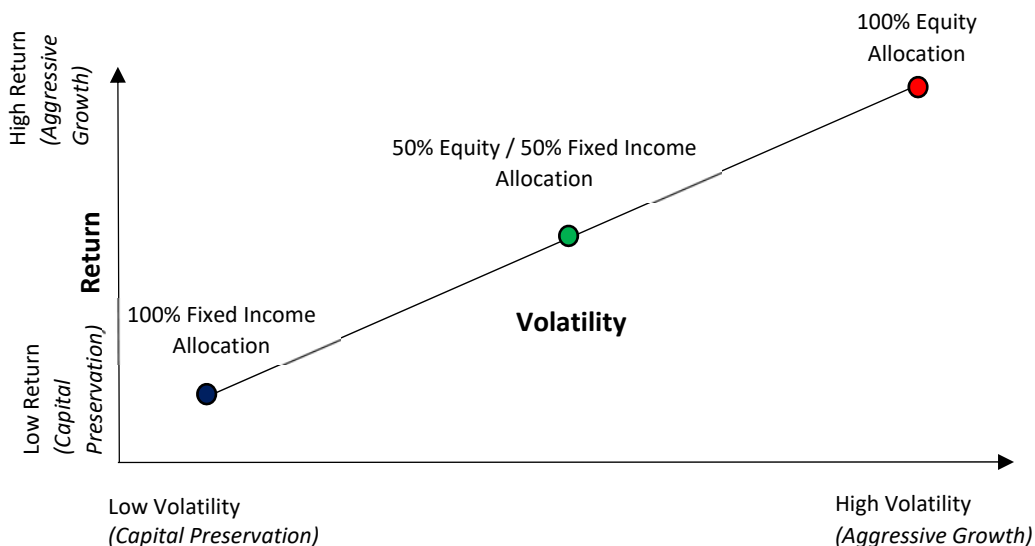 100% Equity
Allocation
High Return
(Aggressive
Growth)
50% Equity / 50% Fixed Income
Allocation
Return
100% Fixed Income
Allocation
Volatility
Low Return
(Capital
Preservation)
Low Volatility
(Capital Preservation)
High Volatility
(Aggressive Growth)